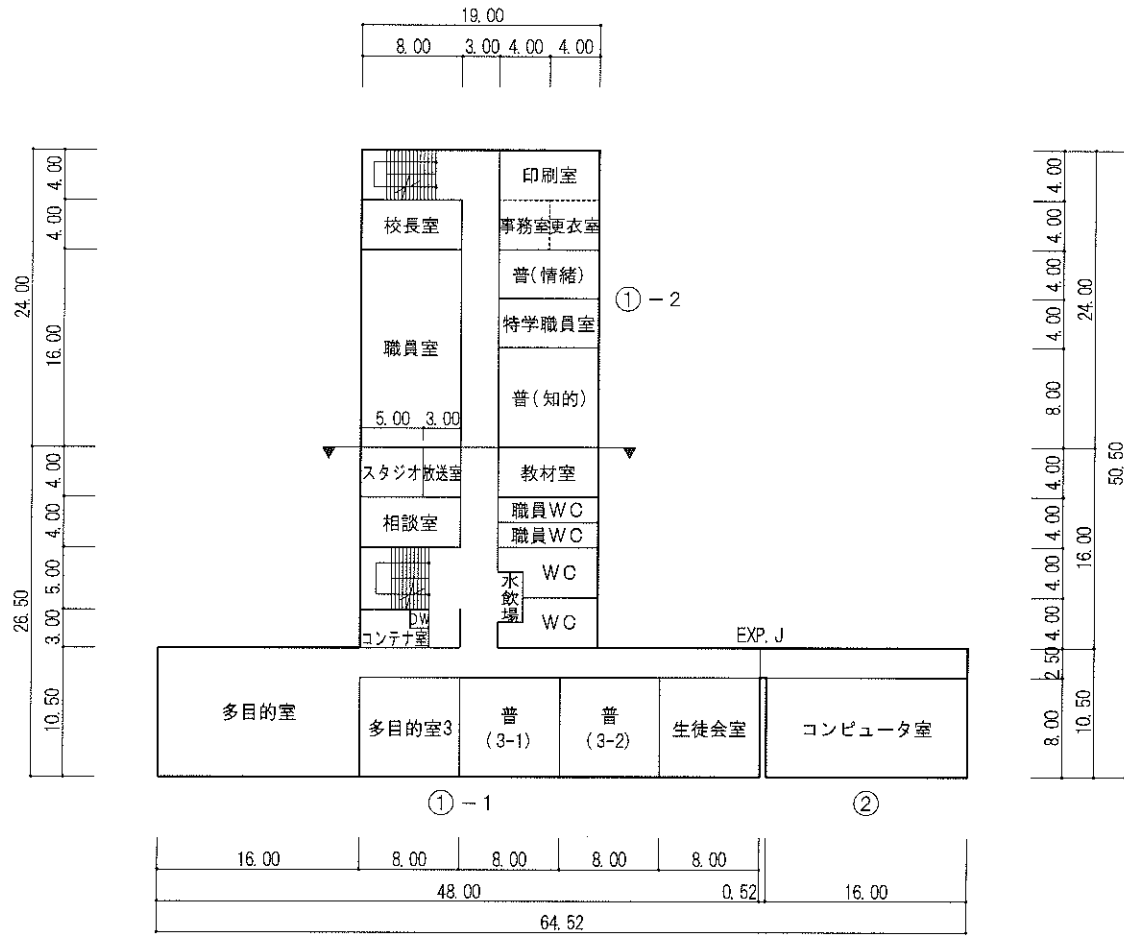 19.00
8.00 3.00 4.00 4.00
印刷室
校長室
事務室 更衣室
普(情緒)
①-2
特学職員室
職員室
普(知的)
5.00 3.00
スタジオ 放送室
教材室
職員WC
相談室
職員WC
WC
水飲場
DW
WC
コンテナ室
EXP.J
多目的室
多目的室3
普
(3-1)
普
(3-2)
生徒会室
コンピュータ室
①-1
②
24.00
26.50
4.00
4.00
16.00
4.00
4.00
5.00
3.00
10.50
4.00
4.00
4.00
4.00
8.00
4.00
4.00
4.00
4.00
2.50
8.00
24.00
16.00
10.50
50.50
16.00 8.00 8.00 8.00 8.00
48.00 0.52 16.00
64.52